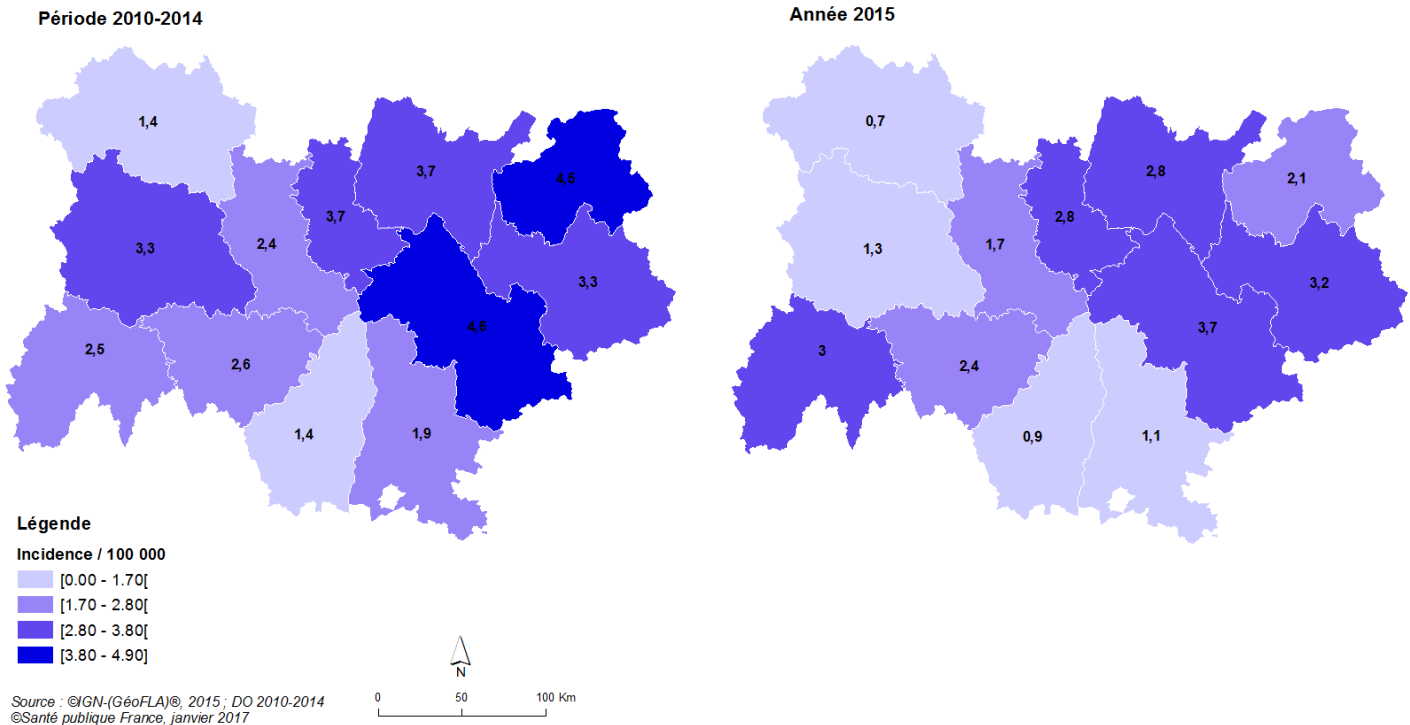 Période 2010-2014
1,4
3,7
4,6
3,7
3,3
2,4
3,3
4,6
2,5
2,6
1,4
1,9
Année 2015
0,7
2,8
2,1
2,8
1,3
1,7
3,2
3,7
3
2,4
0,9
1,1
Légende
Incidence / 100 000
[0.00 - 1.70[
[1.70 - 2.80[
[2.80 - 3.80[
[3.80 - 4.90]
N
0 50 100 Km
Source : ©IGN-(GéoFLA)®, 2015 ; DO 2010-2014
©Santé publique France, janvier 2017